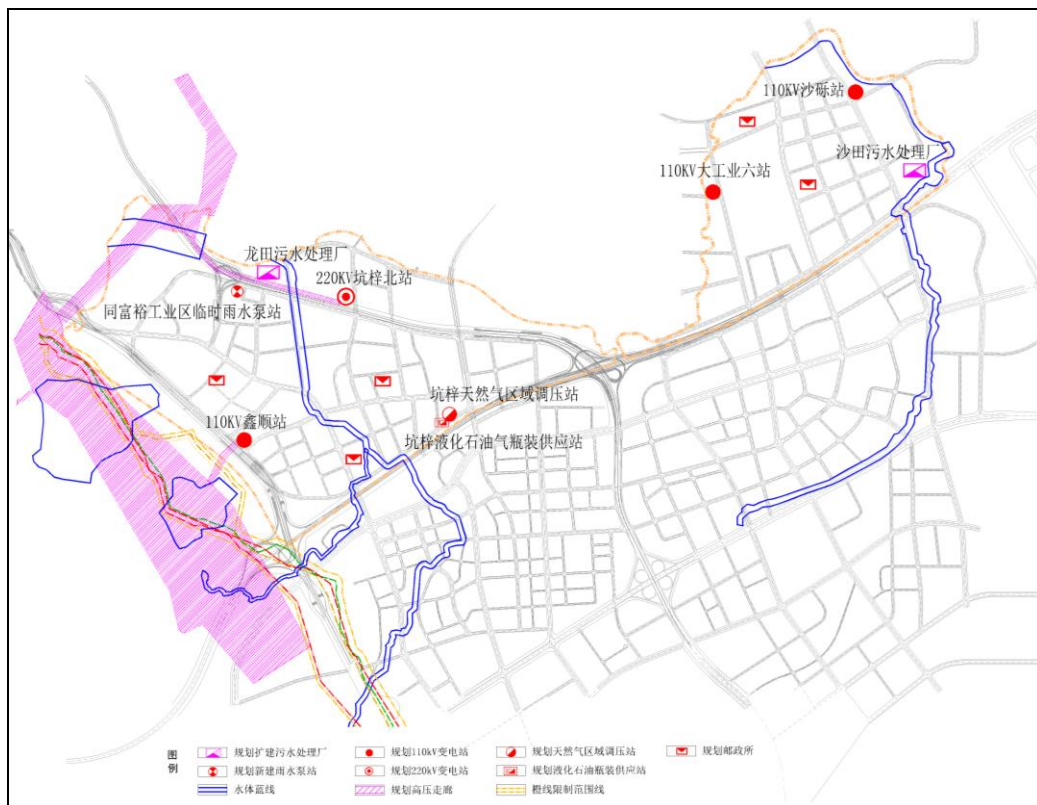 110KV沙砾站
沙田污水处理厂
110KV大工业六站
龙田污水处理厂
220KV坑梓北站
同富裕工业区临时雨水泵站
坑梓天然气区域调压站
110KV鑫顺站
坑梓液化石油气瓶装供应站
图例
规划扩建污水处理厂
规划110kV变电站
规划天然气区域调压站
规划邮政所
规划新建雨水泵站
规划220kV变电站
规划液化石油瓶装供应站
水体蓝线
规划高压走廊
橙线限制范围线